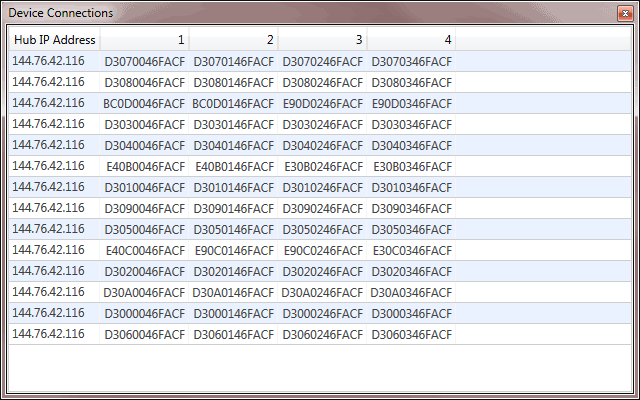 Device Connections
Hub IP Address 1 2 3 4
144.76.42.116 D3070046FACF D3070146FACF D3070246FACF D3070346FACF
144.76.42.116 D3080046FACF D3080146FACF D3080246FACF D3080346FACF
144.76.42.116 BC0D0046FACF BC0D0146FACF E90D0246FACF E90D0346FACF
144.76.42.116 D3030046FACF D3030146FACF D3030246FACF D3030346FACF
144.76.42.116 D3040046FACF D3040146FACF D3040246FACF D3040346FACF
144.76.42.116 E40B0046FACF E40B0146FACF E30B0246FACF E30B0346FACF
144.76.42.116 D3010046FACF D3010146FACF D3010246FACF D3010346FACF
144.76.42.116 D3090046FACF D3090146FACF D3090246FACF D3090346FACF
144.76.42.116 D3050046FACF D3050146FACF D3050246FACF D3050346FACF
144.76.42.116 E40C0046FACF E90C0146FACF E90C0246FACF E30C0346FACF
144.76.42.116 D3020046FACF D3020146FACF D3020246FACF D3020346FACF
144.76.42.116 D30A0046FACF D30A0146FACF D30A0246FACF D30A0346FACF
144.76.42.116 D3000046FACF D3000146FACF D3000246FACF D3000346FACF
144.76.42.116 D3060046FACF D3060146FACF D3060246FACF D3060346FACF